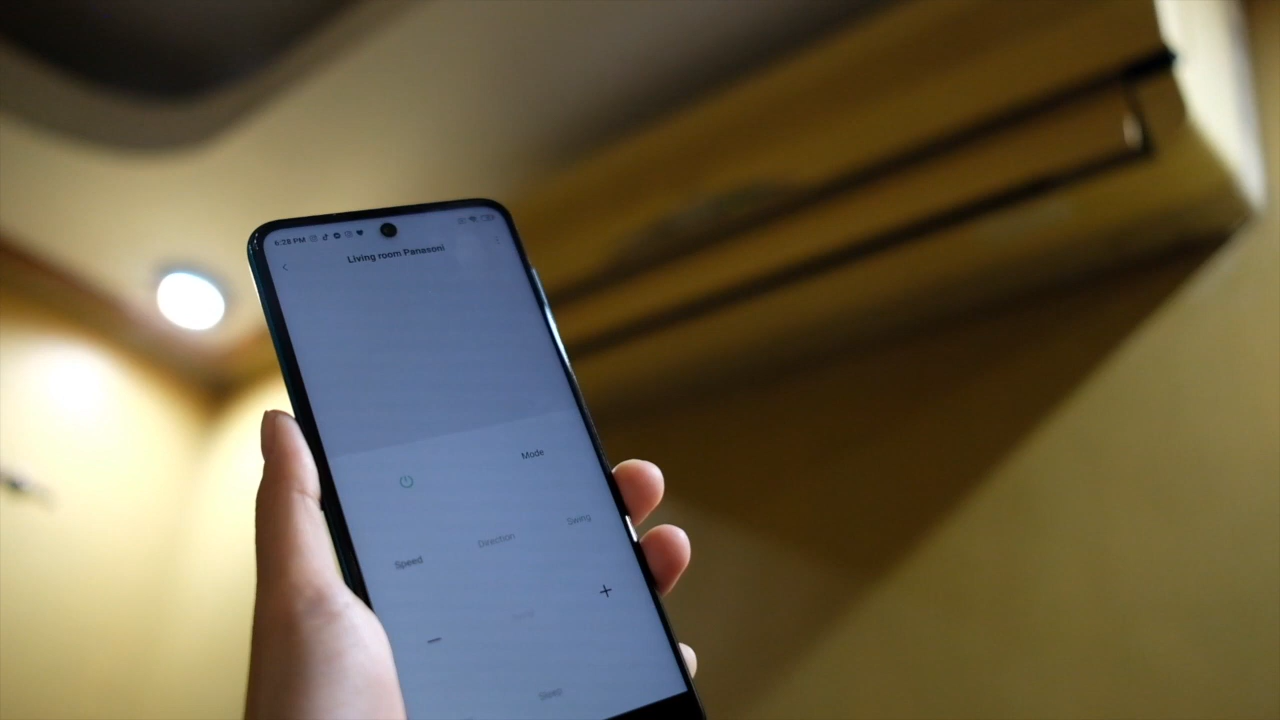 6:28 PM
Living room Panasoni
Mode
Swing
Direction
Speed
+
—
Sleep